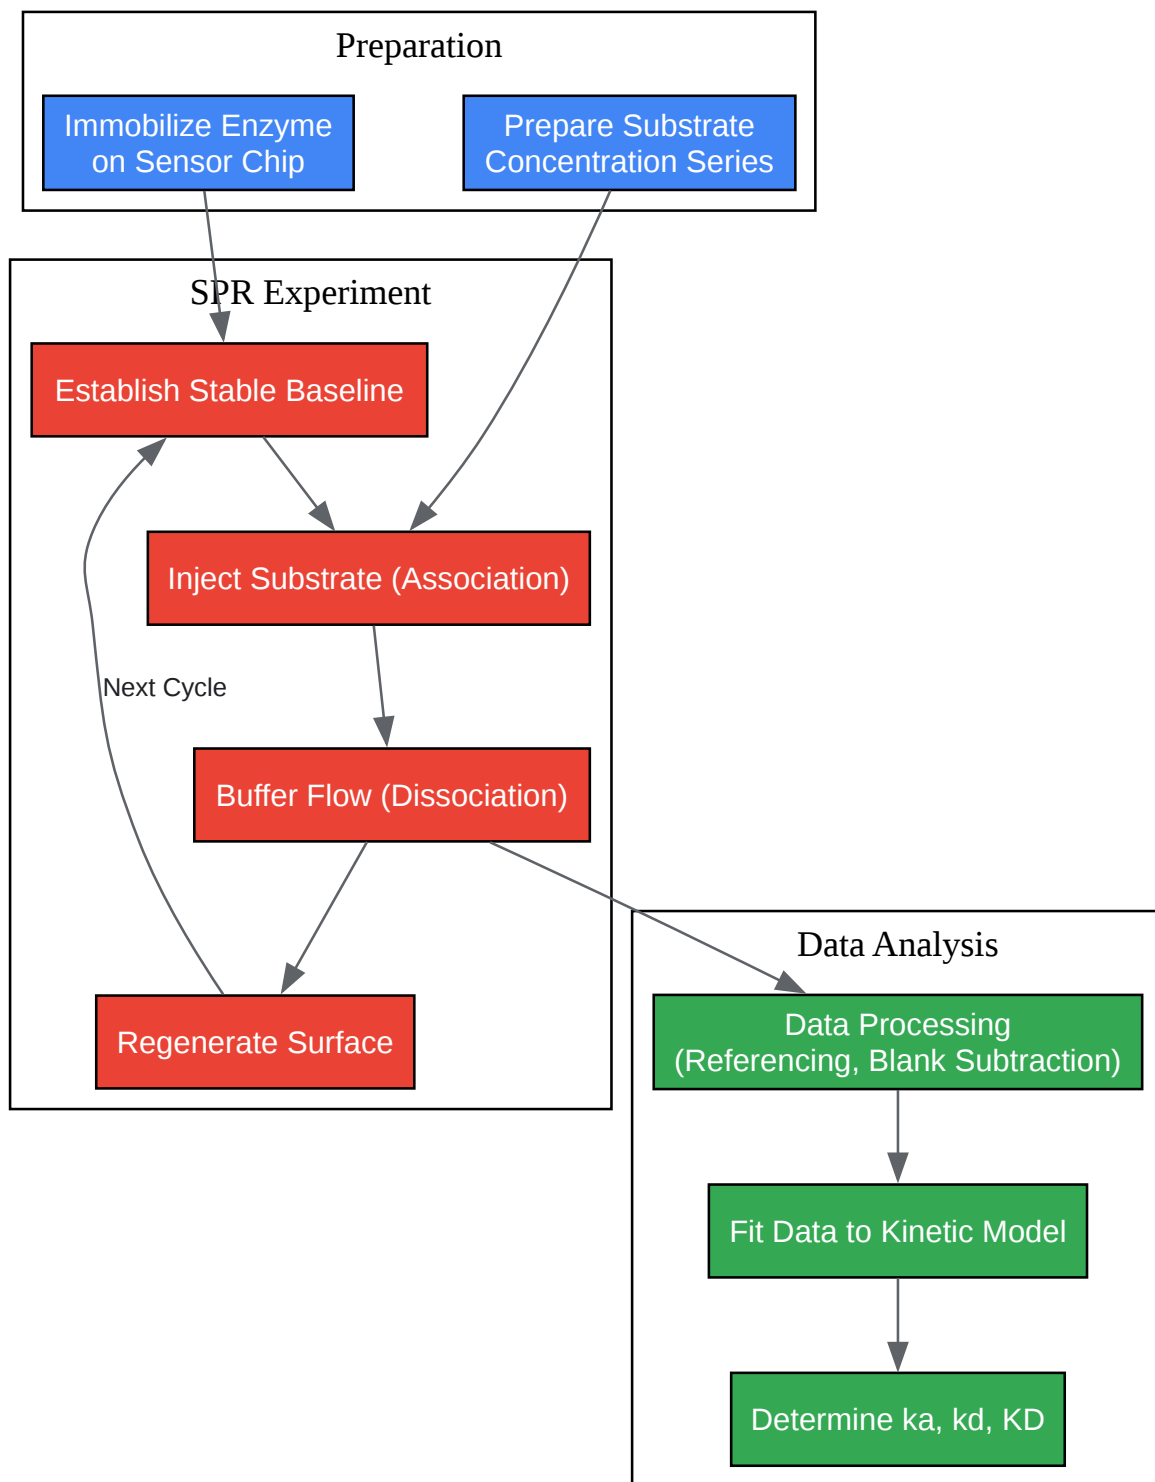 Preparation
Immobilize Enzyme
on Sensor Chip
Prepare Substrate
Concentration Series
SPR Experiment
Establish Stable Baseline
Inject Substrate (Association)
Next Cycle
Buffer Flow (Dissociation)
Regenerate Surface
Data Analysis
Data Processing
(Referencing, Blank Subtraction)
Fit Data to Kinetic Model
Determine ka, kd, KD